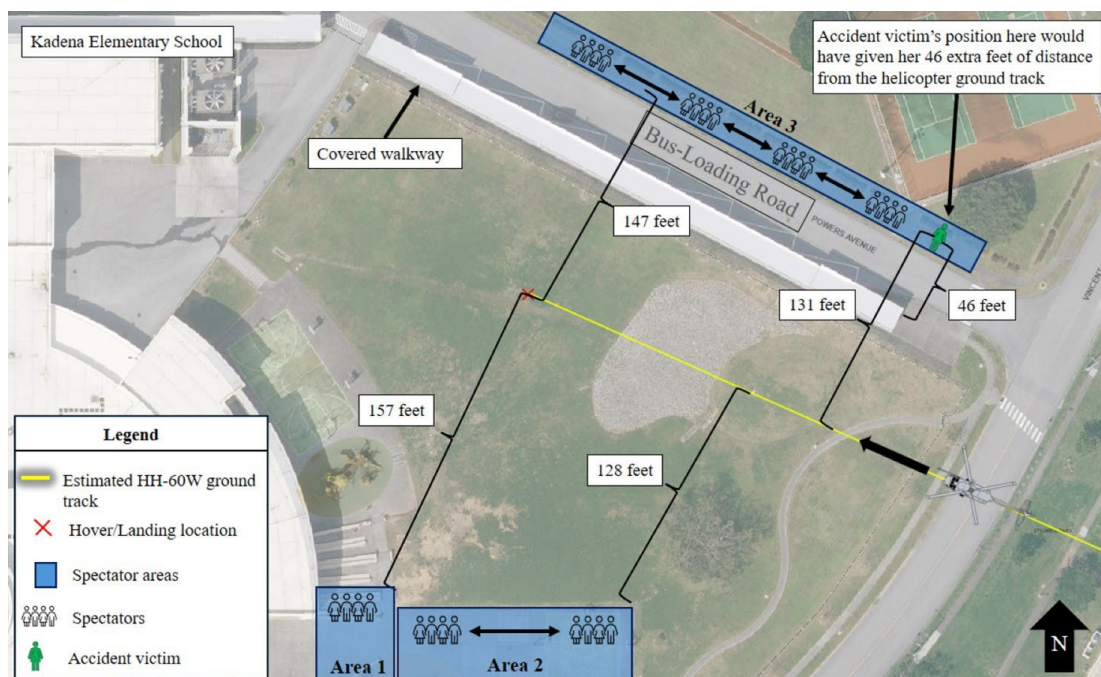 Kadena Elementary School
Accident victim's position here would
have given her 46 extra feet of distance
from the helicopter ground track
Area 3
Covered walkway
Bus-Loading Road
POWERS AVENUE
147 feet
VINCENT
131 feet
46 feet
157 feet
128 feet
Legend
Estimated HH-60W ground
track
Hover/Landing location
Spectator areas
Spectators
Accident victim
Area 1
Area 2
N